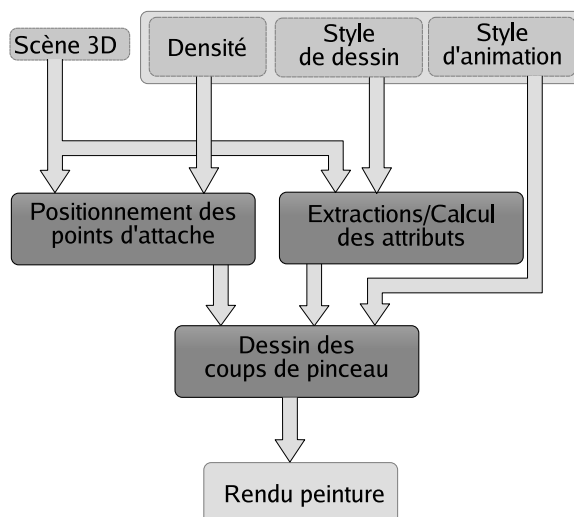 Scène 3D
Densité
Style
de dessin
Style
d'animation
Positionnement des
points d'attache
Extractions/Calcul
des attributs
Dessin des
coups de pinceau
Rendu peinture